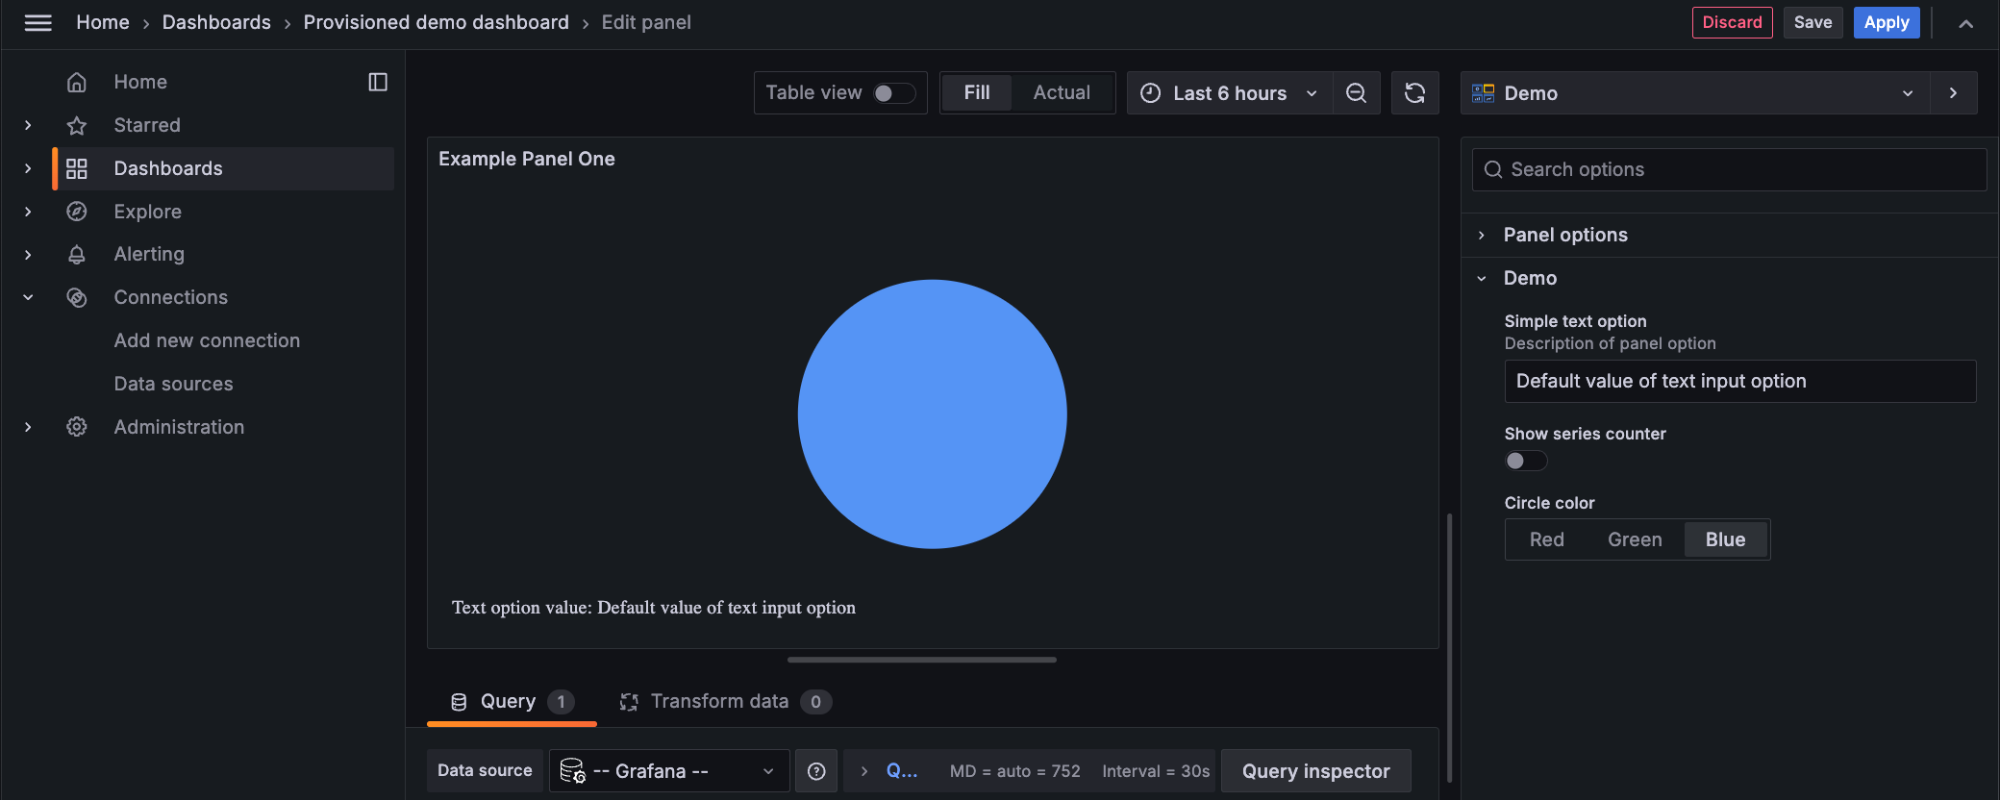 Home › Dashboards › Provisioned demo dashboard › Edit panel
Discard Save Apply
Home
Starred
Dashboards
Explore
Alerting
Connections
Add new connection
Data sources
Administration
Table view Fill Actual Last 6 hours
Example Panel One
Text option value: Default value of text input option
Query 1 Transform data 0
Data source -- Grafana -- Q... MD = auto = 752 Interval = 30s Query inspector
Demo
Search options
Panel options
Demo
Simple text option
Description of panel option
Default value of text input option
Show series counter
Circle color
Red Green Blue